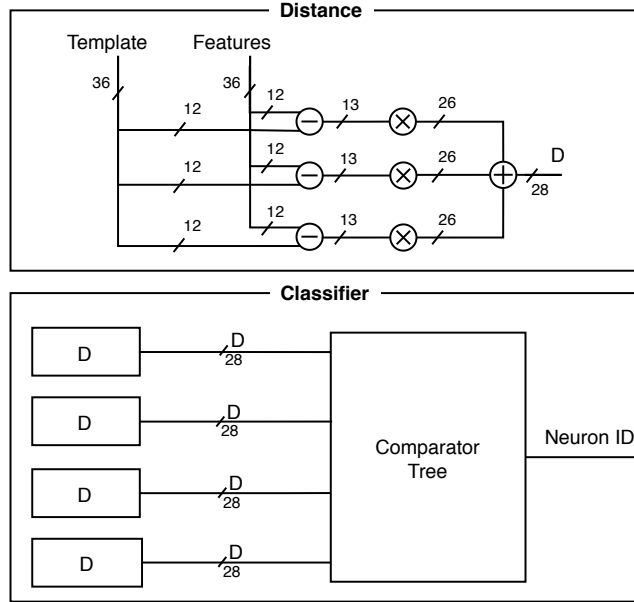 Distance
Template Features
36 36
12 12 13 26
12 12 13 26 D
28
12 12 13 26
Classifier
D D
28
D D
28
Comparator
Tree
Neuron ID
D D
28
D D
28